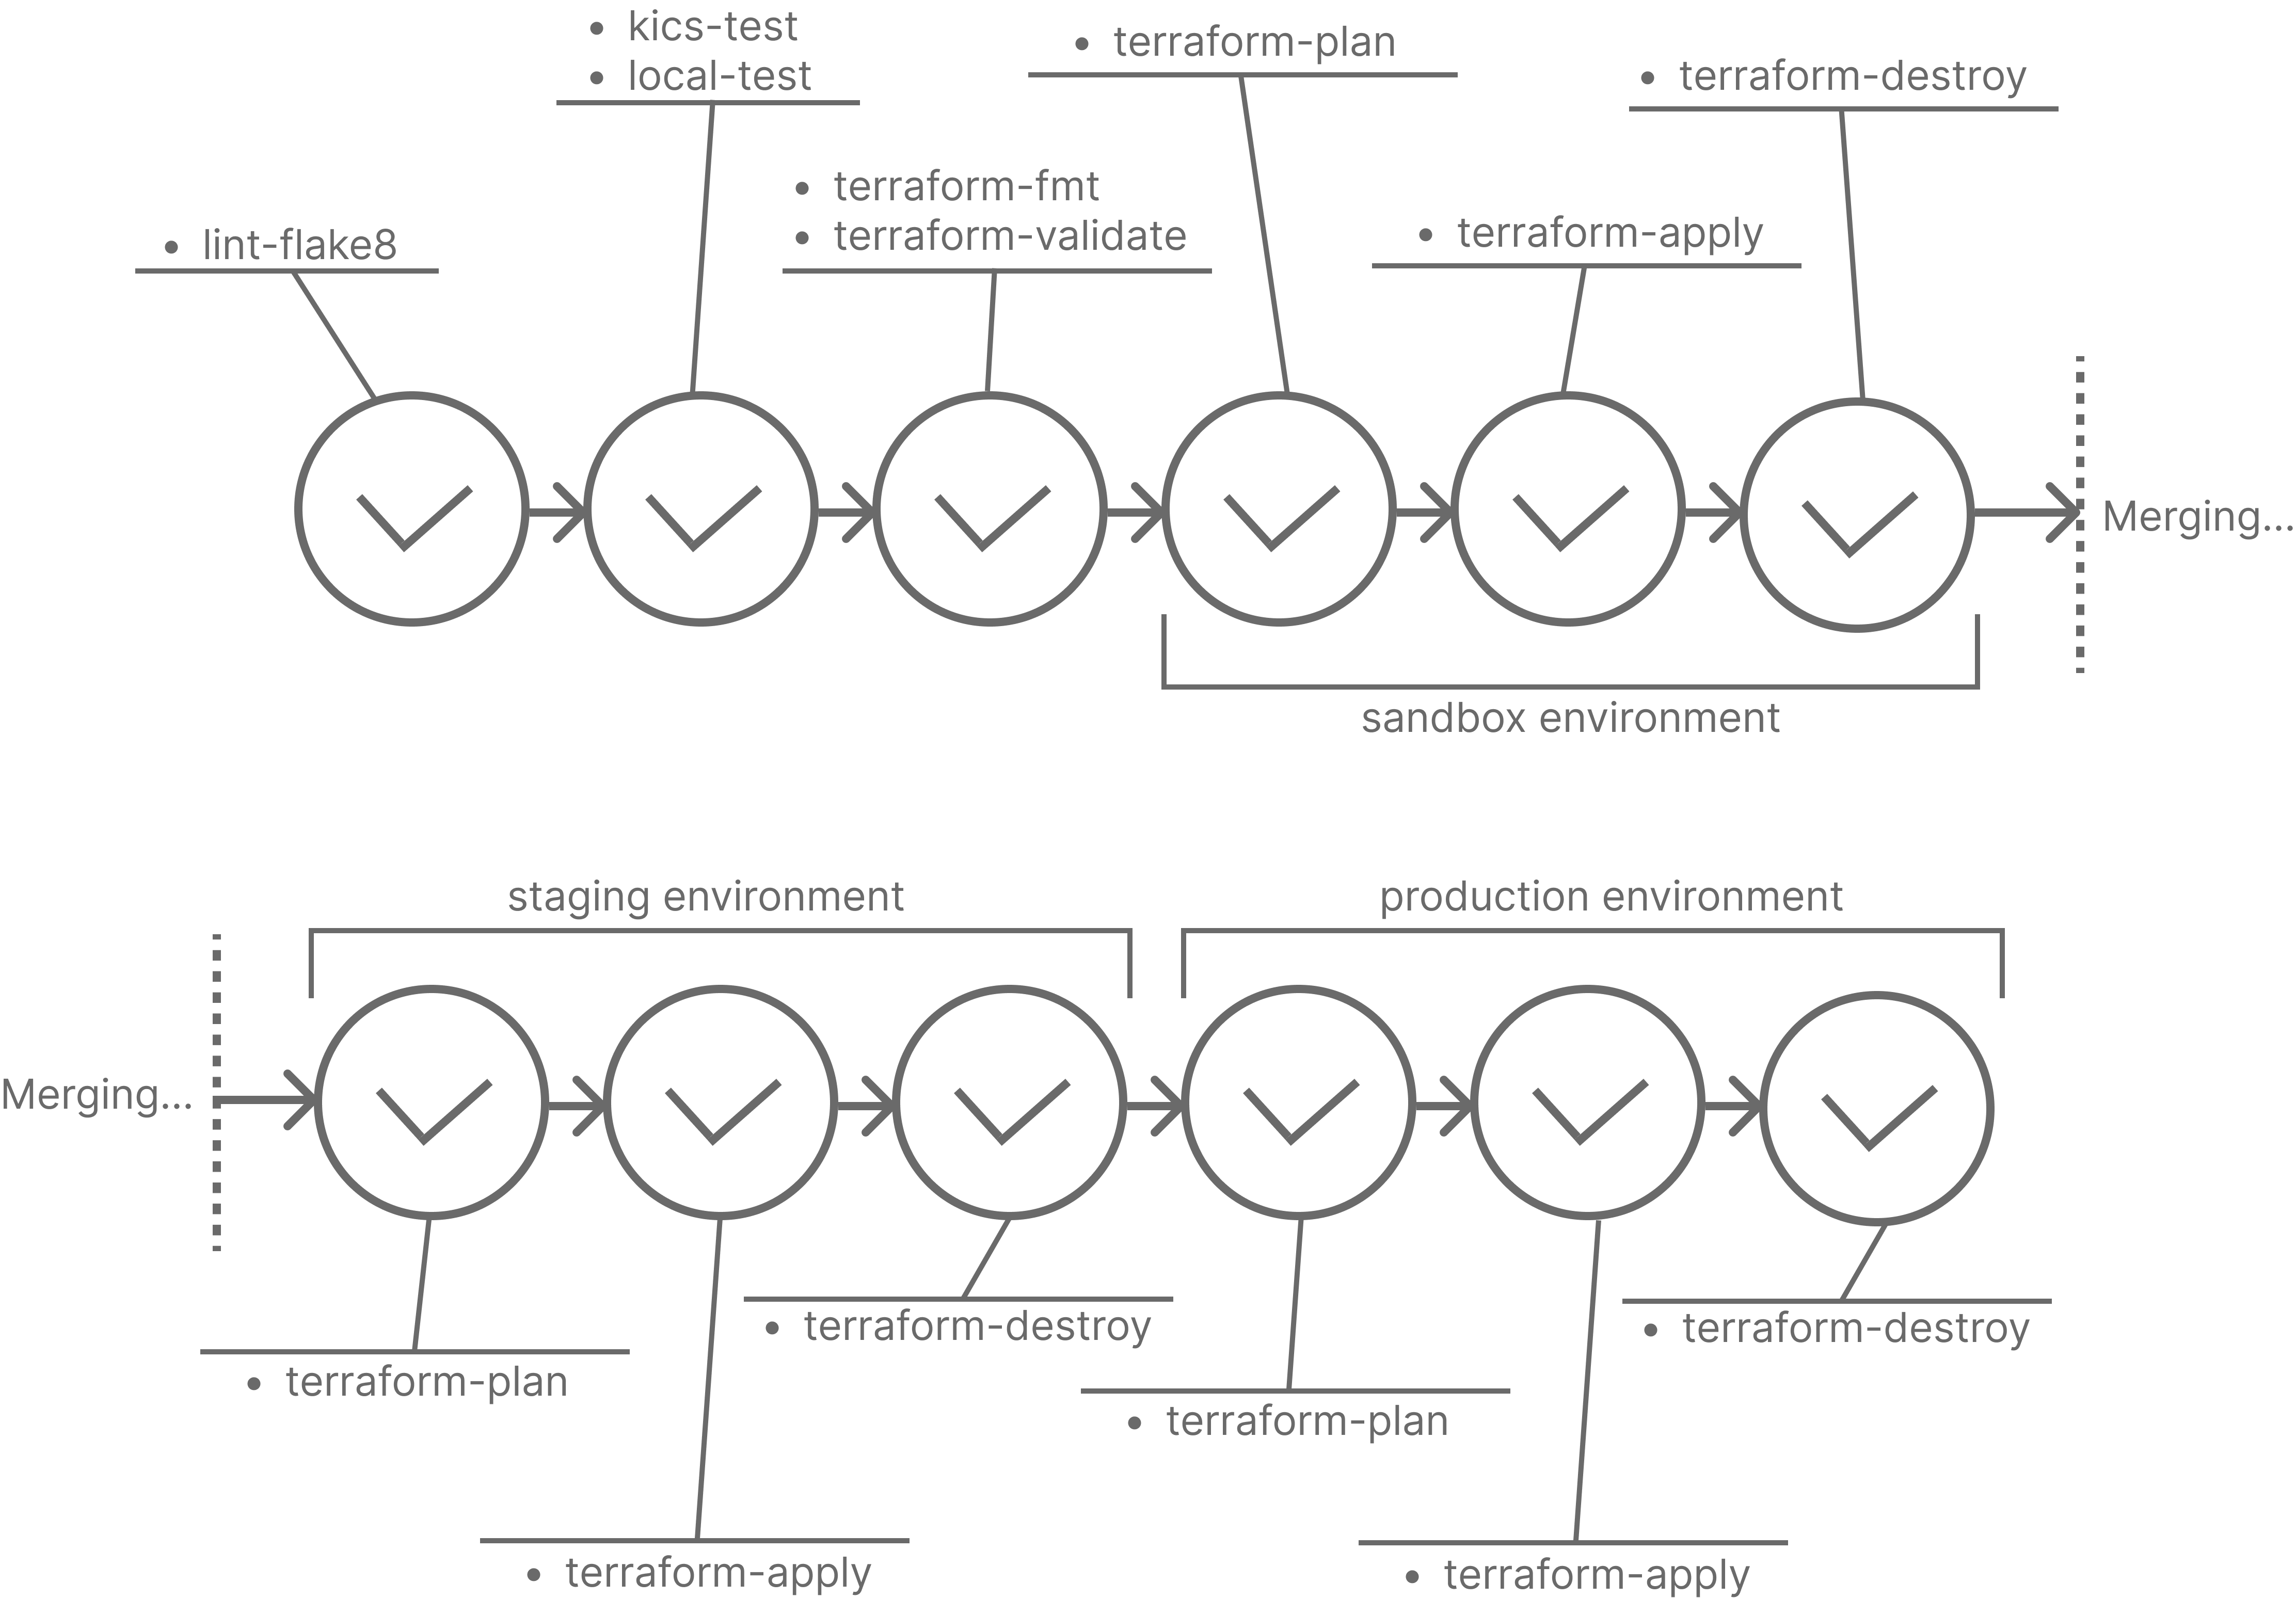 • kics-test
• local-test
• terraform-plan
• terraform-destroy
• terraform-fmt
• terraform-validate
• lint-flake8
• terraform-apply
Merging...
sandbox environment
staging environment
production environment
Merging...
• terraform-plan
• terraform-apply
• terraform-destroy
• terraform-plan
• terraform-apply
• terraform-destroy